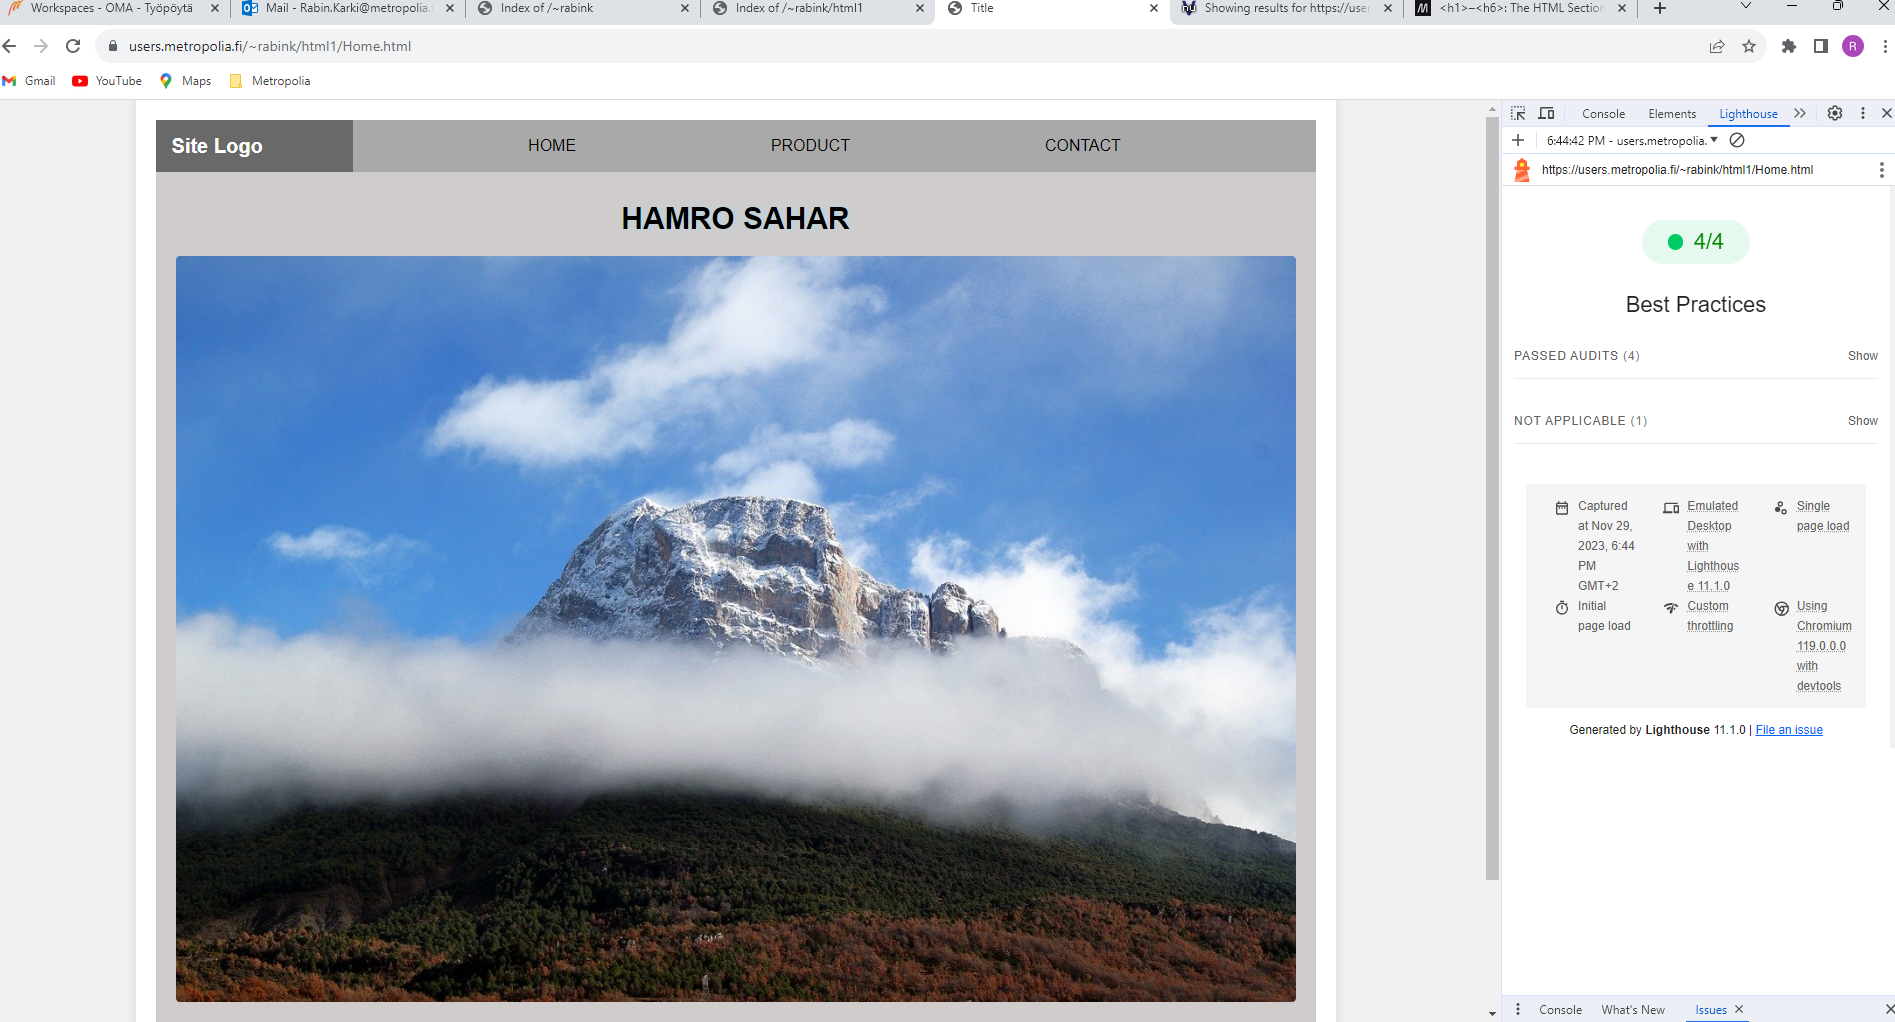 Workspaces - OMA - Työpöytä
Mail - Rabin.Karki@metropolia.
Index of /~rabink
Index of /~rabink/html1
Title
Showing results for https://user
<h1>–<h6>: The HTML Section
users.metropolia.fi/~rabink/html1/Home.html
R
Gmail
YouTube
Maps
Metropolia
Site Logo
HOME
PRODUCT
CONTACT
HAMRO SAHAR
Console
Elements
Lighthouse
6:44:42 PM - users.metropolia.
https://users.metropolia.fi/~rabink/html1/Home.html
4/4
Best Practices
PASSED AUDITS (4)
Show
NOT APPLICABLE (1)
Show
Captured
at Nov 29,
2023, 6:44
PM
GMT+2
Emulated
Desktop
with
Lighthous
e 11.1.0
Single
page load
Initial
page load
Custom
throttling
Using
Chromium
119.0.0.0
with
devtools
Generated by Lighthouse 11.1.0 | File an issue
Console
What's New
Issues